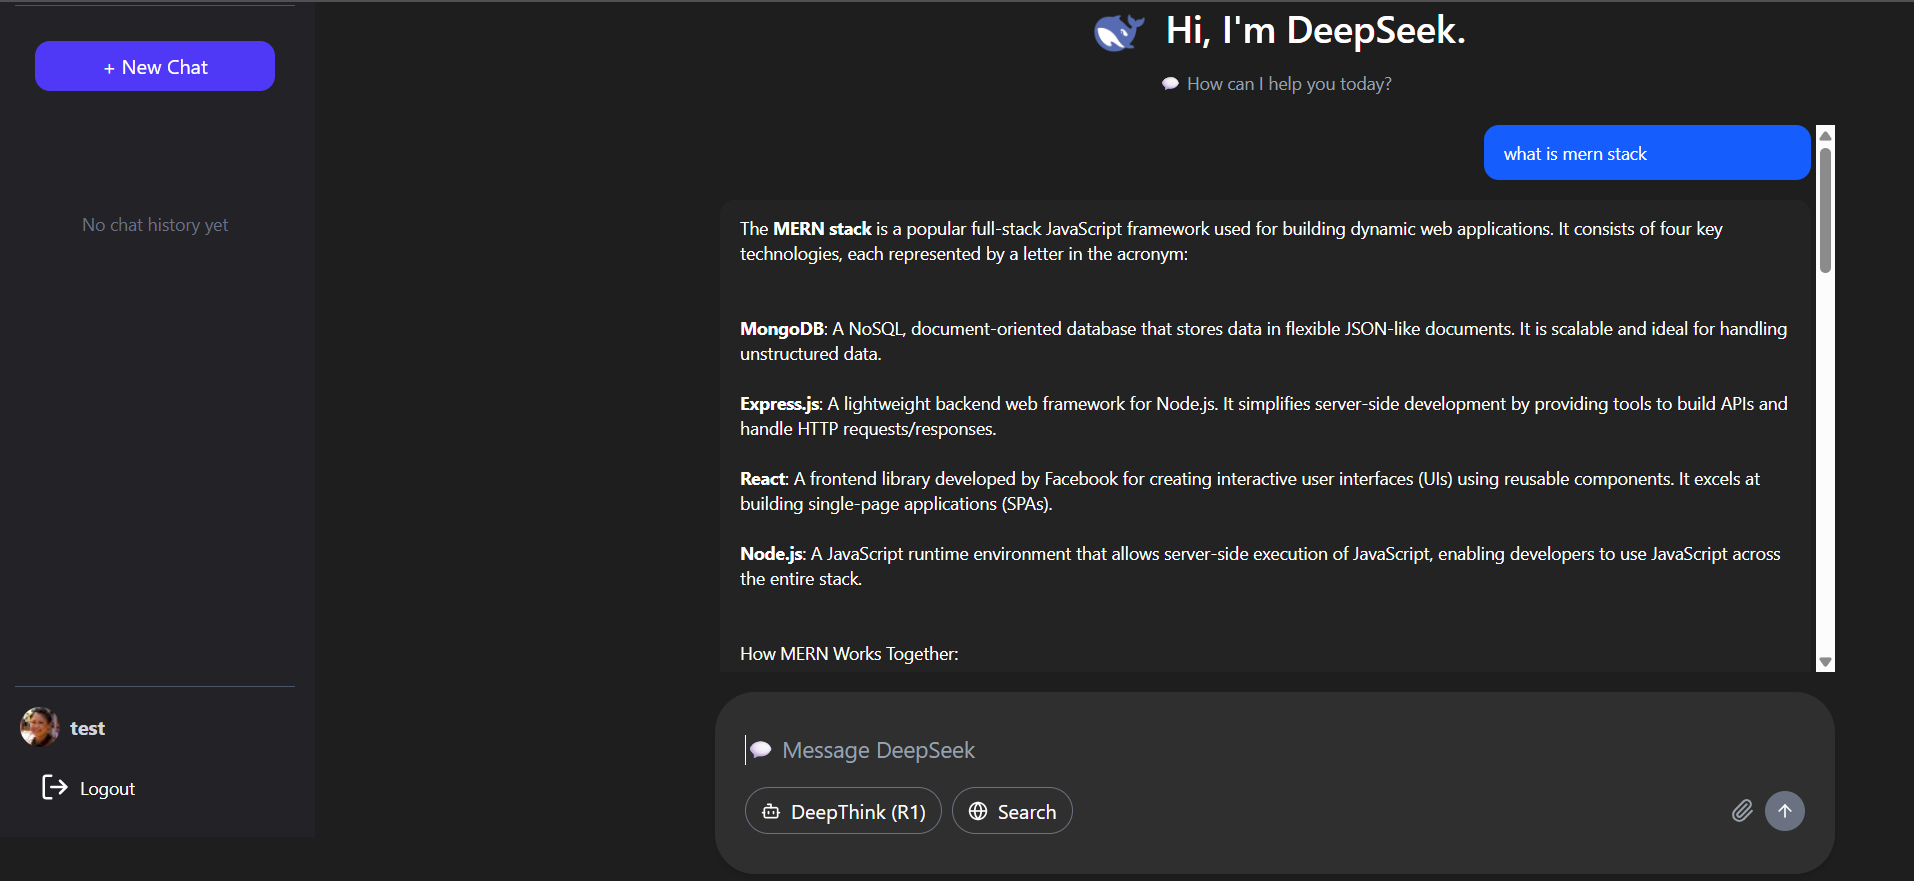 + New Chat
No chat history yet
test
Logout
Hi, I'm DeepSeek.
How can I help you today?
what is mern stack
The MERN stack is a popular full-stack JavaScript framework used for building dynamic web applications. It consists of four key
technologies, each represented by a letter in the acronym:
MongoDB: A NoSQL, document-oriented database that stores data in flexible JSON-like documents. It is scalable and ideal for handling
unstructured data.
Express.js: A lightweight backend web framework for Node.js. It simplifies server-side development by providing tools to build APIs and
handle HTTP requests/responses.
React: A frontend library developed by Facebook for creating interactive user interfaces (UIs) using reusable components. It excels at
building single-page applications (SPAs).
Node.js: A JavaScript runtime environment that allows server-side execution of JavaScript, enabling developers to use JavaScript across
the entire stack.
How MERN Works Together:
Message DeepSeek
DeepThink (R1)
Search